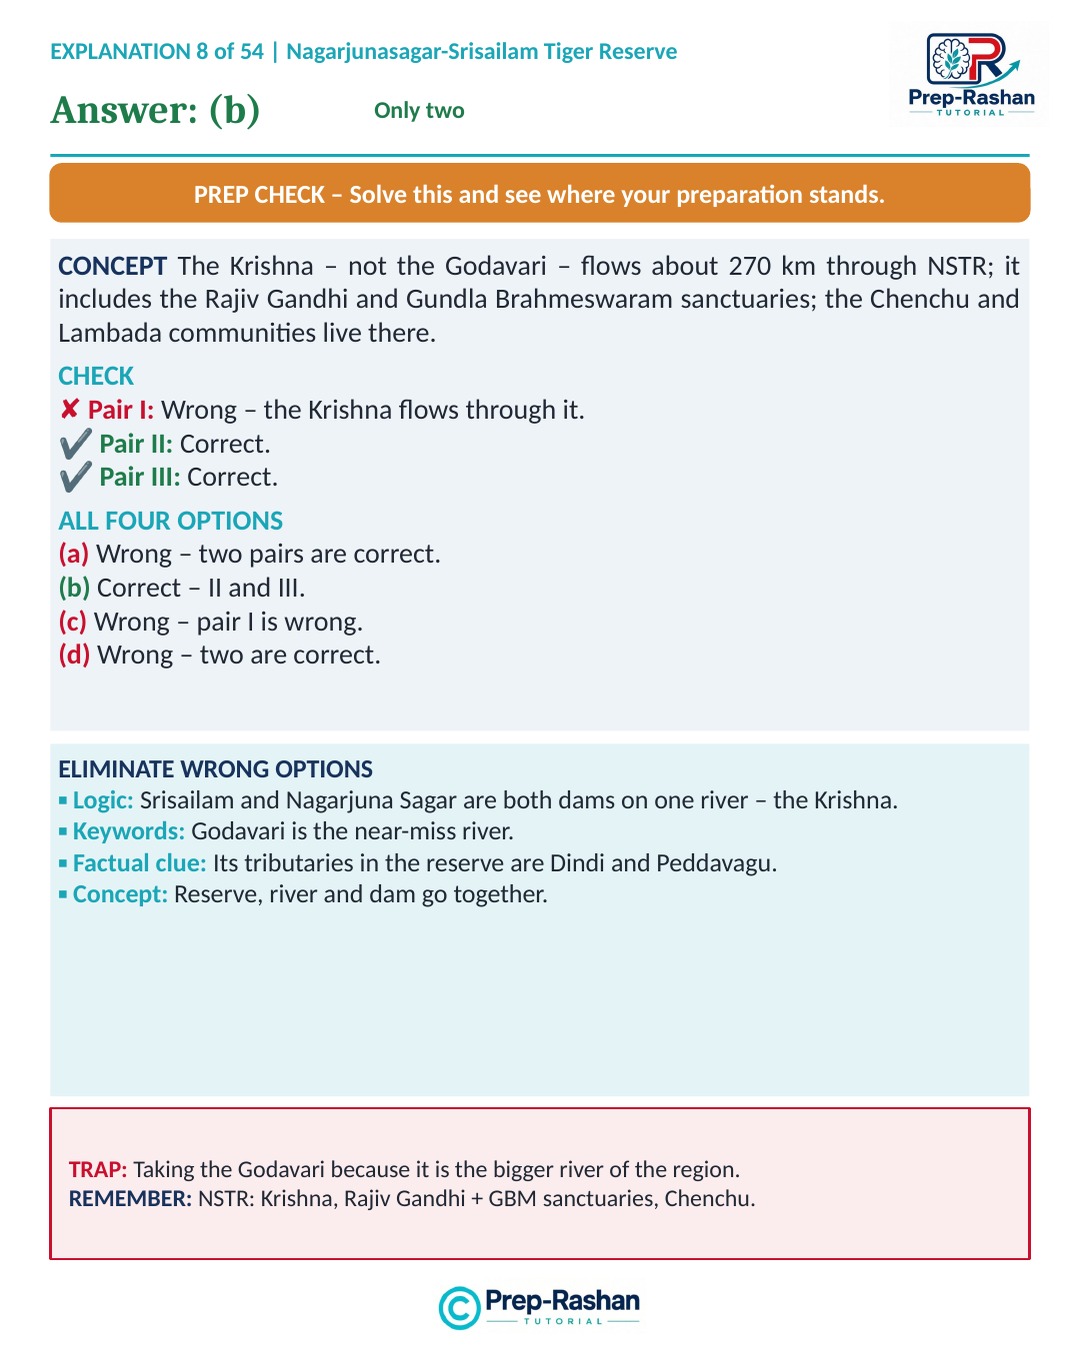 EXPLANATION 8 of 54 | Nagarjunasagar-Srisailam Tiger Reserve
Prep-Rashan
TUTORIAL
Answer: (b) Only two
PREP CHECK – Solve this and see where your preparation stands.
CONCEPT The Krishna – not the Godavari – flows about 270 km through NSTR; it
includes the Rajiv Gandhi and Gundla Brahmeswaram sanctuaries; the Chenchu and
Lambada communities live there.
CHECK
✘ Pair I: Wrong – the Krishna flows through it.
✔ Pair II: Correct.
✔ Pair III: Correct.
ALL FOUR OPTIONS
(a) Wrong – two pairs are correct.
(b) Correct – II and III.
(c) Wrong – pair I is wrong.
(d) Wrong – two are correct.
ELIMINATE WRONG OPTIONS
▪ Logic: Srisailam and Nagarjuna Sagar are both dams on one river – the Krishna.
▪ Keywords: Godavari is the near-miss river.
▪ Factual clue: Its tributaries in the reserve are Dindi and Peddavagu.
▪ Concept: Reserve, river and dam go together.
TRAP: Taking the Godavari because it is the bigger river of the region.
REMEMBER: NSTR: Krishna, Rajiv Gandhi + GBM sanctuaries, Chenchu.
© Prep-Rashan
TUTORIAL